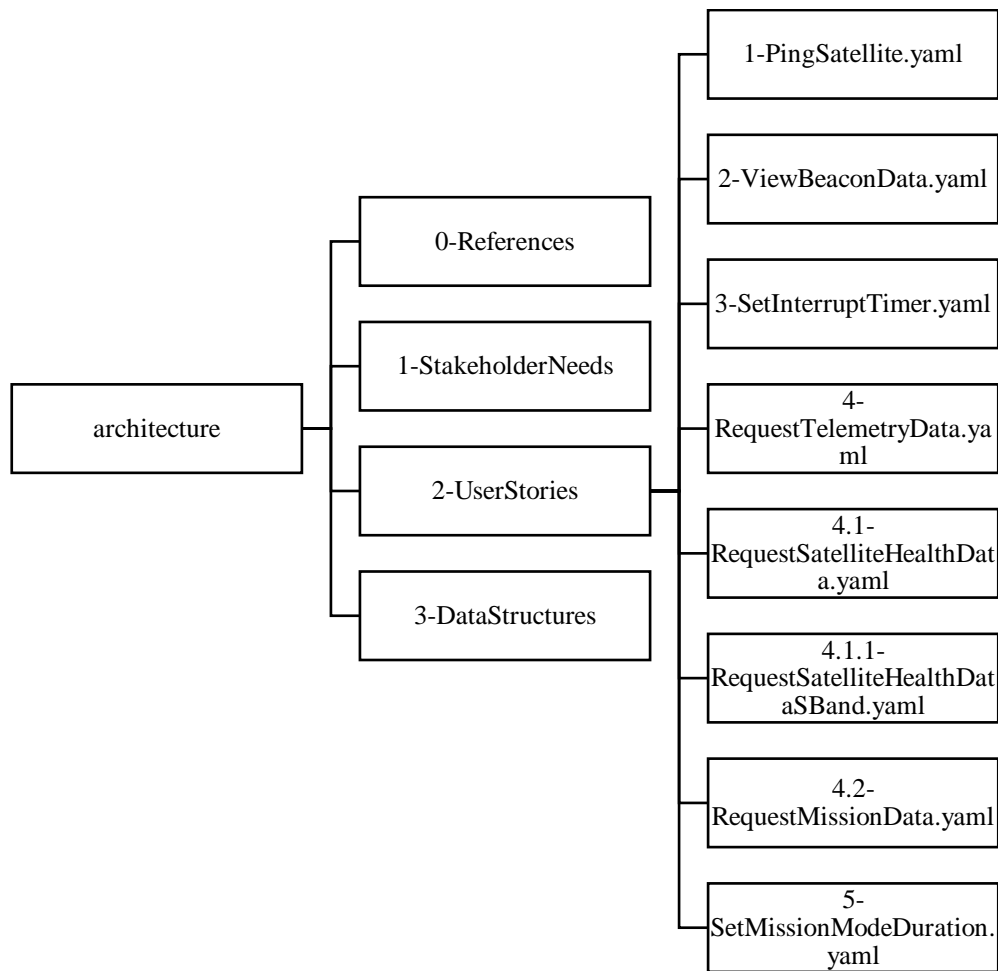 architecture
0-References
1-StakeholderNeeds
2-UserStories
3-DataStructures
1-PingSatellite.yaml
2-ViewBeaconData.yaml
3-SetInterruptTimer.yaml
4-
RequestTelemetryData.ya
ml
4.1-
RequestSatelliteHealthDat
a.yaml
4.1.1-
RequestSatelliteHealthDat
aSBand.yaml
4.2-
RequestMissionData.yaml
5-
SetMissionModeDuration.
yaml